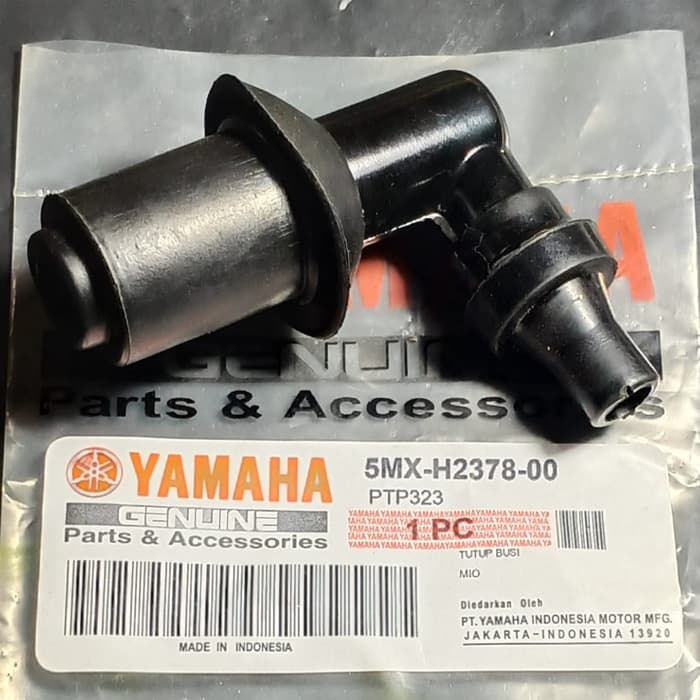 YAMAHA
GENUINE
Parts & Accessories
YAMAHA
GENUINE
Parts & Accessories
MADE IN INDONESIA
5MX-H2378-00
PTP323
1 PC
TUTUP BUSI
MIO
Diedarkan Oleh
PT.YAMAHA INDONESIA MOTOR MFG.
JAKARTA-INDONESIA 13920